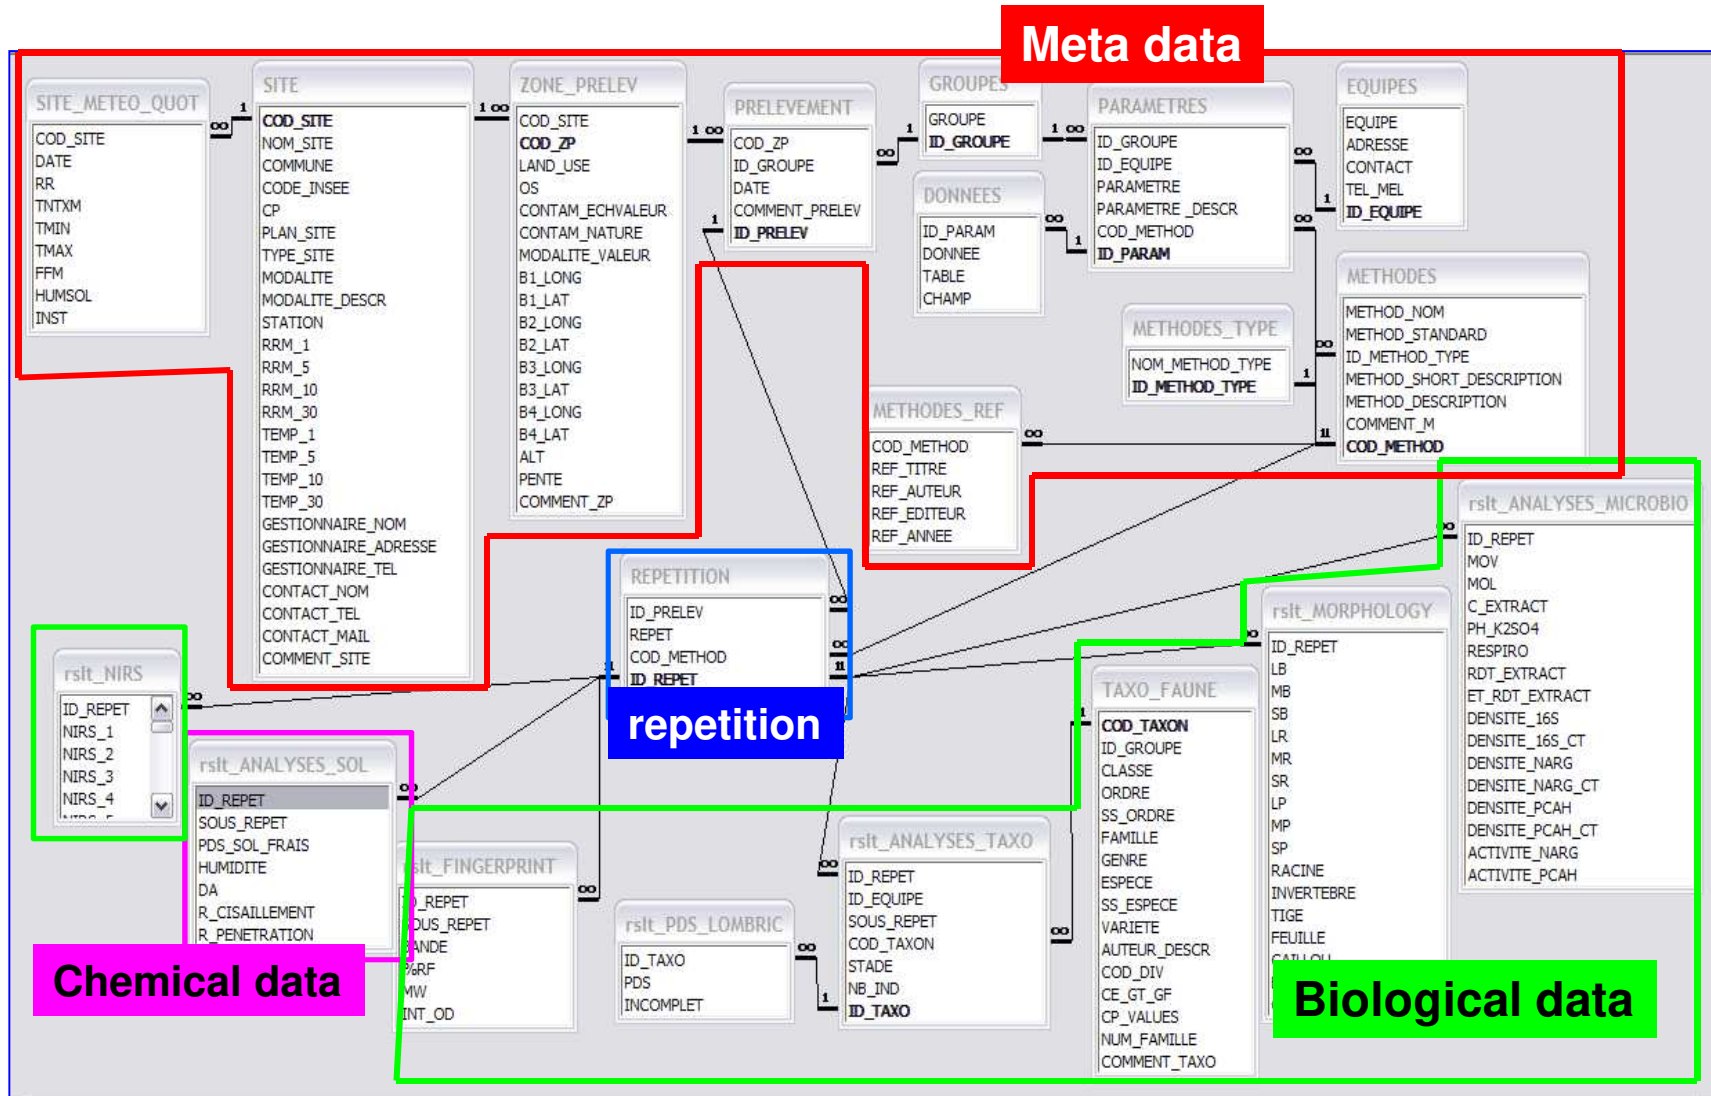 Meta data
SITE_METEO_QUOT
COD_SITE
DATE
RR
TNTXM
TMIN
TMAX
FFM
HUMSOL
INST
SITE
COD_SITE
NOM_SITE
COMMUNE
CODE_INSEE
CP
PLAN_SITE
TYPE_SITE
MODALITE
MODALITE_DESCR
STATION
RRM_1
RRM_5
RRM_10
RRM_30
TEMP_1
TEMP_5
TEMP_10
TEMP_30
GESTIONNAIRE_NOM
GESTIONNAIRE_ADRESSE
GESTIONNAIRE_TEL
CONTACT_NOM
CONTACT_TEL
CONTACT_MAIL
COMMENT_SITE
ZONE_PRELEV
COD_SITE
COD_ZP
LAND_USE
OS
CONTAM_ECHVALEUR
CONTAM_NATURE
MODALITE_VALEUR
B1_LONG
B1_LAT
B2_LONG
B2_LAT
B3_LONG
B3_LAT
B4_LONG
B4_LAT
ALT
PENTE
COMMENT_ZP
PRELEVEMENT
COD_ZP
ID_GROUPE
DATE
COMMENT_PRELEV
ID_PRELEV
GROUPES
GROUPE
ID_GROUPE
DONNEES
ID_PARAM
DONNEE
TABLE
CHAMP
PARAMETRES
ID_GROUPE
ID_EQUIPE
PARAMETRE
PARAMETRE _DESCR
COD_METHOD
ID_PARAM
EQUIPES
EQUIPE
ADRESSE
CONTACT
TEL_MEL
ID_EQUIPE
METHODES_TYPE
NOM_METHOD_TYPE
ID_METHOD_TYPE
METHODES
METHOD_NOM
METHOD_STANDARD
ID_METHOD_TYPE
METHOD_SHORT_DESCRIPTION
METHOD_DESCRIPTION
COMMENT_M
COD_METHOD
METHODES_REF
COD_METHOD
REF_TITRE
REF_AUTEUR
REF_EDITEUR
REF_ANNEE
REPETITION
ID_PRELEV
REPET
COD_METHOD
ID_REPET
repetition
rslt_NIRS
ID_REPET
NIRS_1
NIRS_2
NIRS_3
NIRS_4
rslt_ANALYSES_SOL
ID_REPET
SOUS_REPET
PDS_SOL_FRAIS
HUMIDITE
DA
R_CISAILLEMENT
R_PENETRATION
Chemical data
rslt_FINGERPRINT
ID_REPET
SOUS_REPET
BANDE
%RF
MW
INT_OD
rslt_PDS_LOMBRIC
ID_TAXO
PDS
INCOMPLET
rslt_ANALYSES_TAXO
ID_REPET
ID_EQUIPE
SOUS_REPET
COD_TAXON
STADE
NB_IND
ID_TAXO
TAXO_FAUNE
COD_TAXON
ID_GROUPE
CLASSE
ORDRE
SS_ORDRE
FAMILLE
GENRE
ESPECE
SS_ESPECE
VARIETE
AUTEUR_DESCR
COD_DIV
CE_GT_GF
CP_VALUES
NUM_FAMILLE
COMMENT_TAXO
rslt_MORPHOLOGY
ID_REPET
LB
MB
SB
LR
MR
SR
LP
MP
SP
RACINE
INVERTEBRE
TIGE
FEUILLE
CAILLOU
rslt_ANALYSES_MICROBIO
ID_REPET
MOV
MOL
C_EXTRACT
PH_K2SO4
RESPIRO
RDT_EXTRACT
ET_RDT_EXTRACT
DENSITE_16S
DENSITE_16S_CT
DENSITE_NARG
DENSITE_NARG_CT
DENSITE_PCAH
DENSITE_PCAH_CT
ACTIVITE_NARG
ACTIVITE_PCAH
Biological data